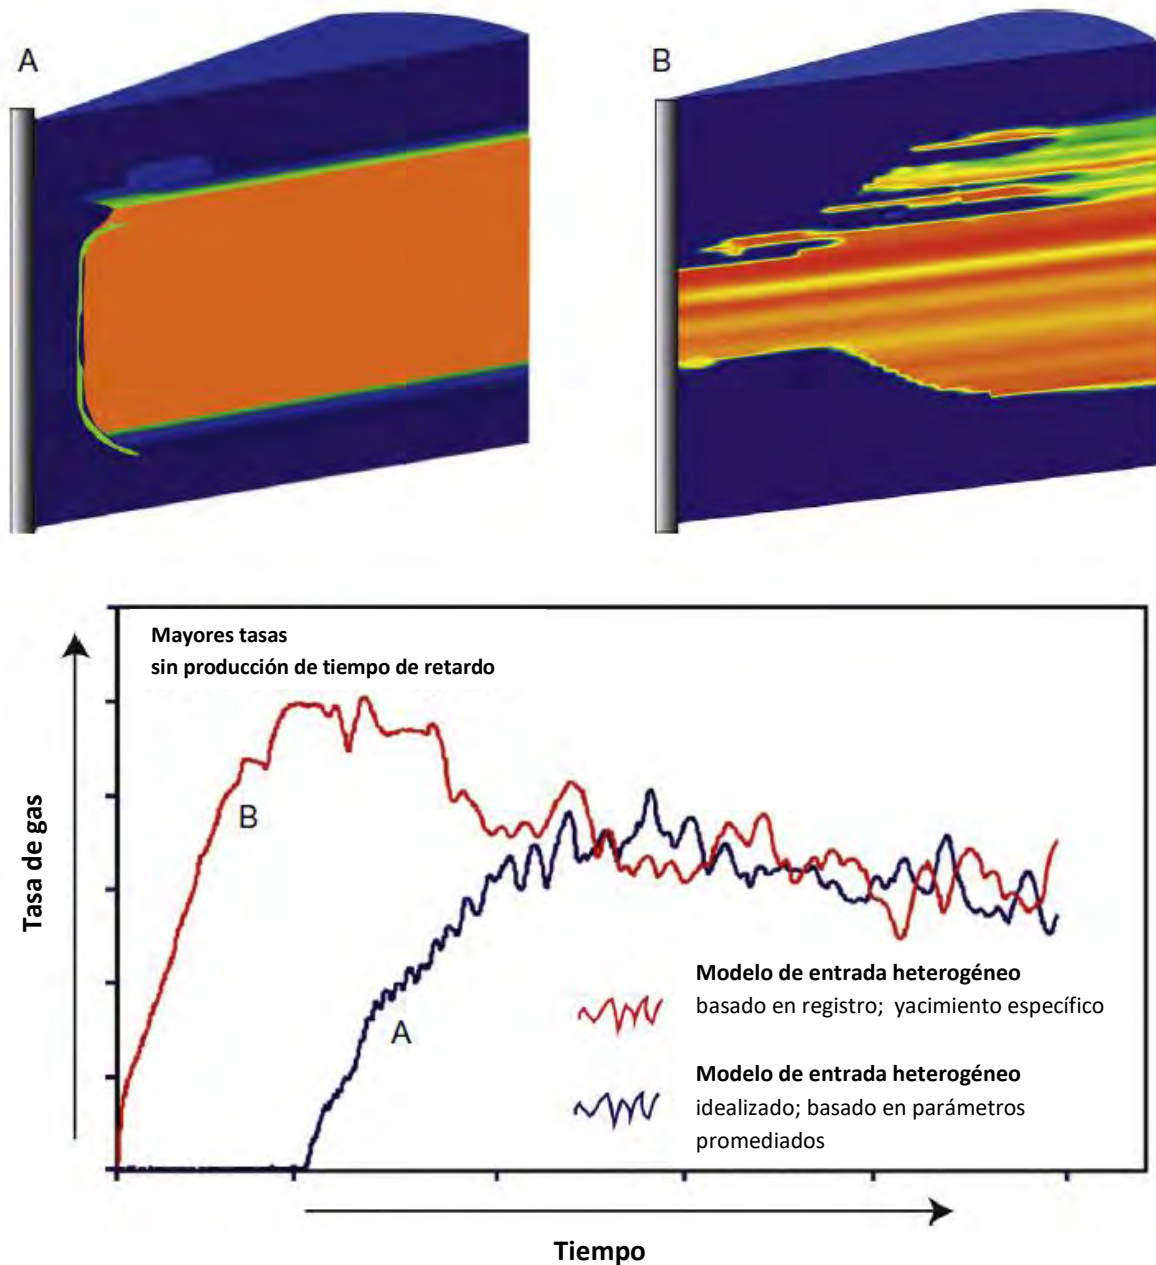 A
B
Mayores tasas
sin producción de tiempo de retardo
B
A
Tasa de gas
Modelo de entrada heterogéneo
basado en registro; yacimiento específico
Modelo de entrada heterogéneo
idealizado; basado en parámetros
promediados
Tiempo